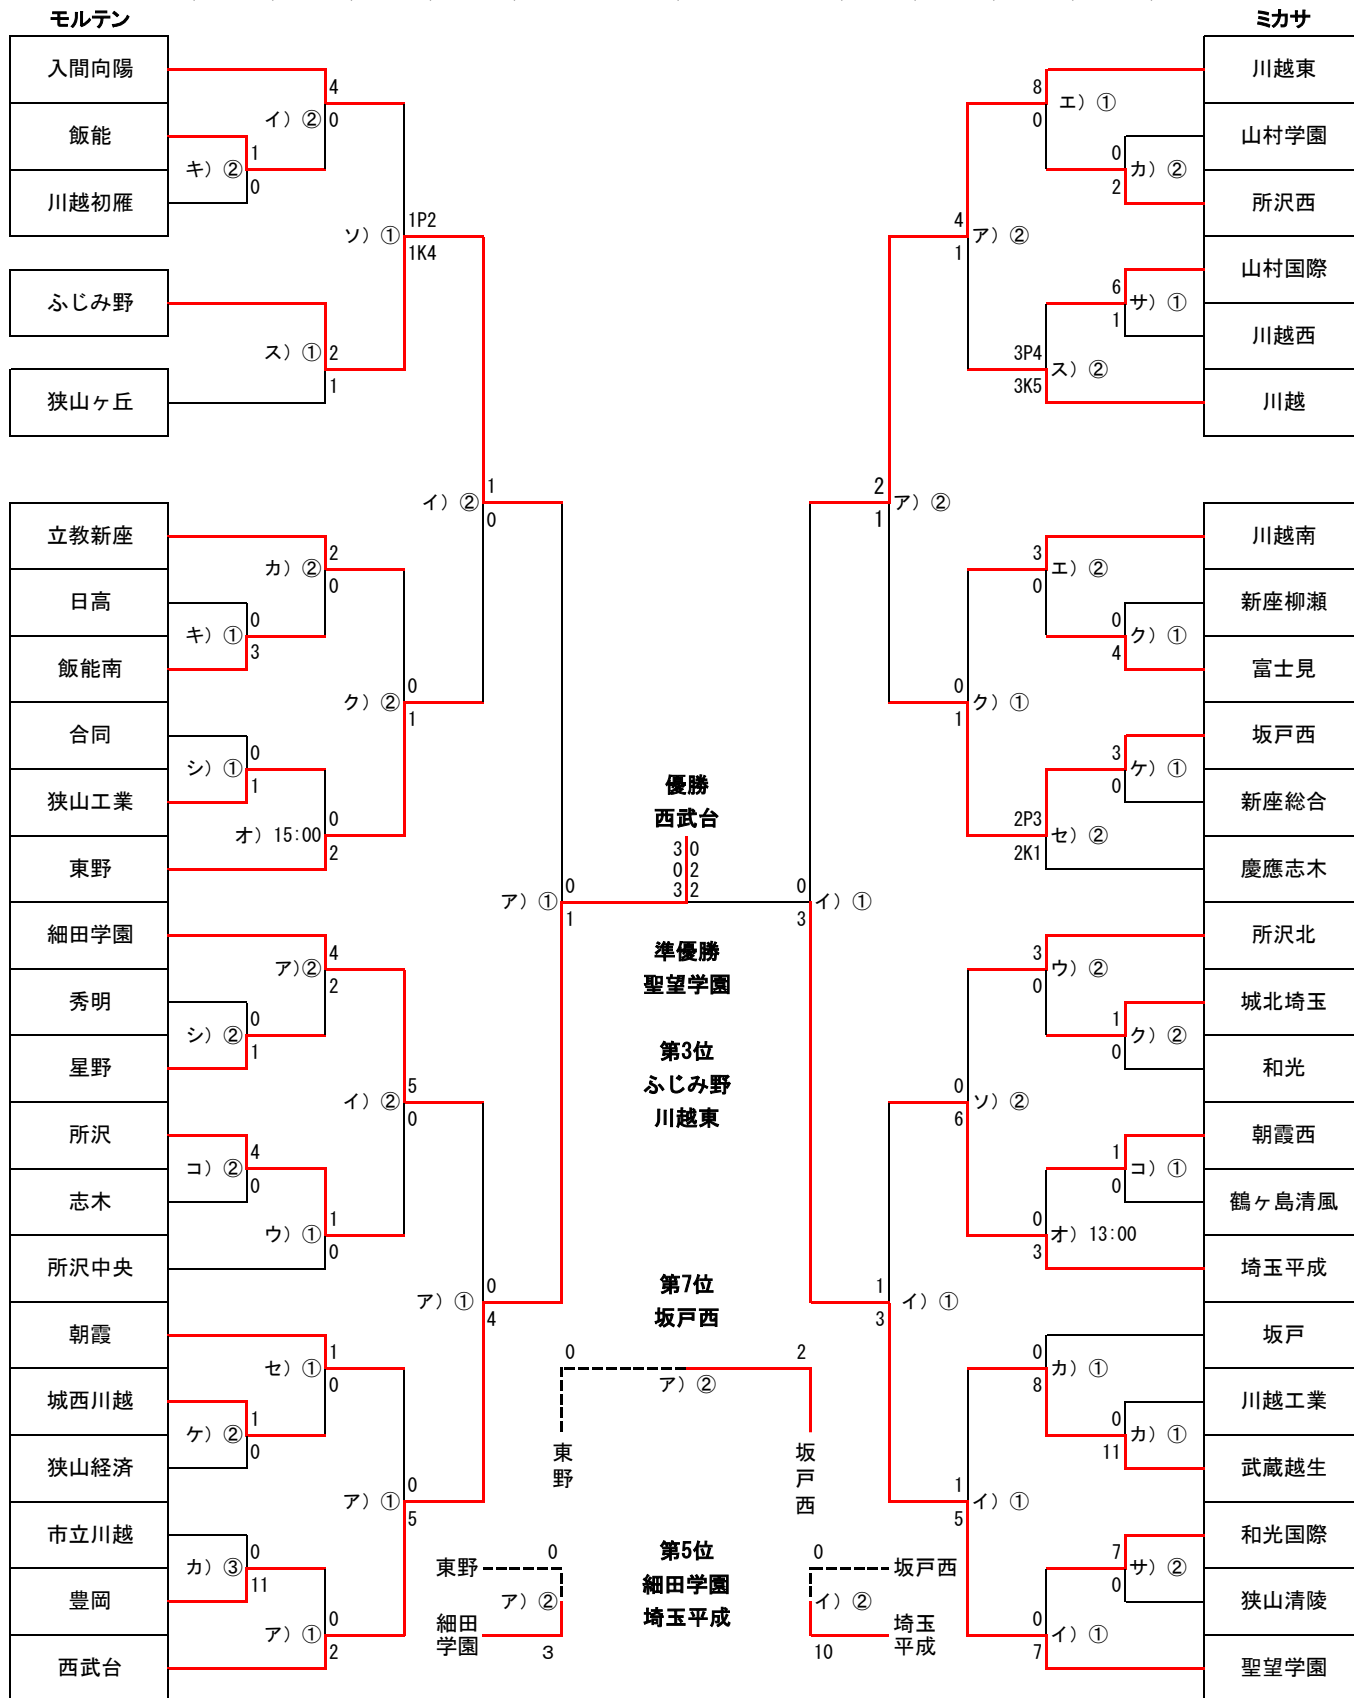 モルテン
ミカサ
入間向陽
飯能
川越初雁
ふじみ野
狭山ヶ丘
立教新座
日高
飯能南
合同
狭山工業
東野
細田学園
秀明
星野
所沢
志木
所沢中央
朝霞
城西川越
狭山経済
市立川越
豊岡
西武台
イ) ②
4
0
キ) ②
1
0
ソ) ①
1P2
1K4
ス) ①
2
1
イ) ②
1
0
カ) ②
2
0
キ) ①
0
3
ク) ②
0
1
シ) ①
0
1
オ) 15:00
0
2
ア) ①
0
1
ア)②
4
2
シ) ②
0
1
イ) ②
5
0
コ) ②
4
0
ウ) ①
1
0
ア) ①
0
4
セ) ①
1
0
ケ) ②
1
0
ア) ①
0
5
カ) ③
0
11
ア) ①
0
2
優勝
西武台
3 0
0 2
3 2
準優勝
聖望学園
第3位
ふじみ野
川越東
第7位
坂戸西
0
2
ア) ②
東野
坂戸西
第5位
細田学園
埼玉平成
東野
0
ア) ②
細田学園
3
0
坂戸西
イ) ②
10
埼玉平成
川越東
山村学園
所沢西
山村国際
川越西
川越
川越南
新座柳瀬
富士見
坂戸西
新座総合
慶應志木
所沢北
城北埼玉
和光
朝霞西
鶴ヶ島清風
埼玉平成
坂戸
川越工業
武蔵越生
和光国際
狭山清陵
聖望学園
8
0
エ) ①
0
2
カ) ②
4
1
ア) ②
6
1
サ) ①
3P4
3K5
ス) ②
2
1
ア) ②
3
0
エ) ②
0
4
ク) ①
0
1
ク) ①
3
0
ケ) ①
2P3
2K1
セ) ②
0
3
イ) ①
3
0
ウ) ②
1
0
ク) ②
0
6
ソ) ②
1
0
コ) ①
0
3
オ) 13:00
1
3
イ) ①
0
8
カ) ①
0
11
カ) ①
1
5
イ) ①
7
0
サ) ②
0
7
イ) ①